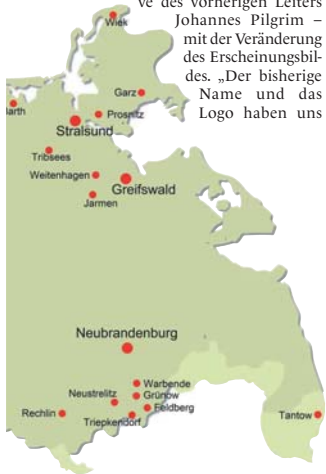 ve des vorherigen Leiters
Johannes Pilgrim –
mit der Veränderung
des Erscheinungsbil-
des. „Der bisherige
Name und das
Logo haben uns
Wiek
Garz
Barth
Prosnitz
Stralsund
Tribsees
Weitenhagen
Greifswald
Jarmen
Neubrandenburg
Warbende
Neustrelitz
Grünow
Feldberg
Rechlin
Triepkendorf
Tantow